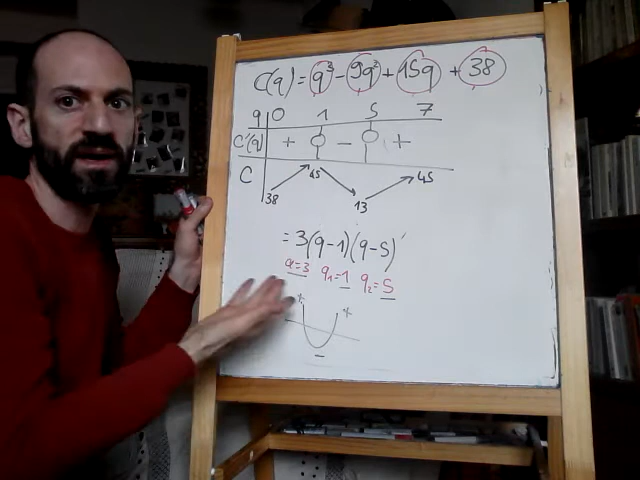 C(q) = q³ - 9q² + 15q + 38
q 0 1 5 7
C'(q) + 0 - 0 +
C 38 45 13 45
= 3(q-1)(q-5)
a=3 q₁=1 q₂=5
+ +
-